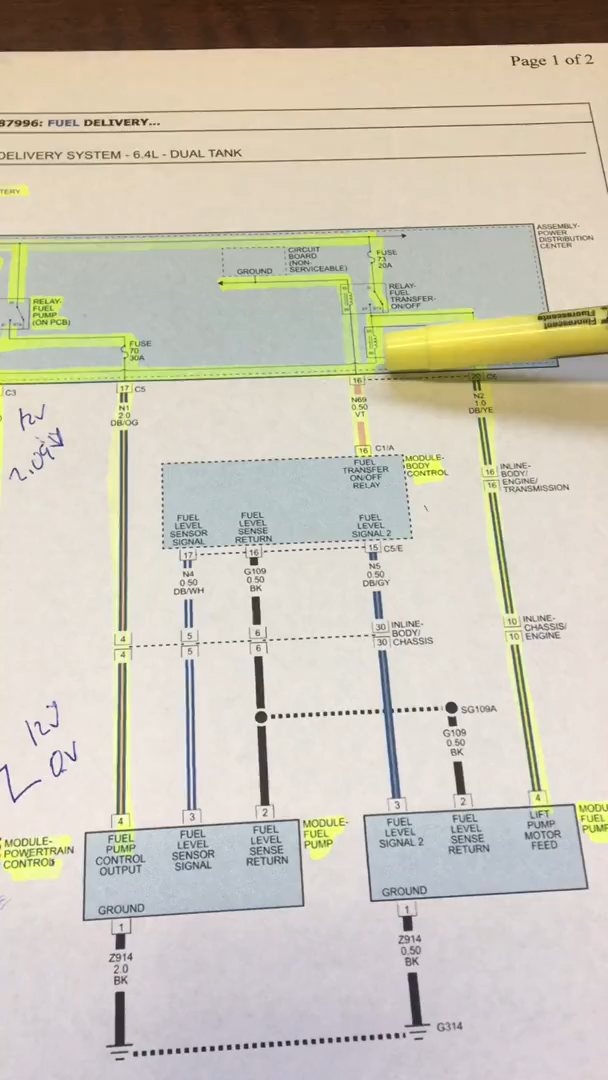 Page 1 of 2
87996: FUEL DELIVERY...
DELIVERY SYSTEM - 6.4L - DUAL TANK
TERY
ASSEMBLY-
POWER
DISTRIBUTION
CENTER
CIRCUIT
BOARD
(NON-
SERVICEABLE)
GROUND
FUSE
73
20A
RELAY-
FUEL
TRANSFER-
ON/OFF
RELAY-
FUEL
PUMP
(ON PCB)
FUSE
70
30A
Fluorescent
Fluorescente
C3
17 C5
16
20 C6
N1
2.0
DB/OG
N69
0.50
VT
N2
1.0
DB/YE
12V
2.09V
16 C1/A
FUEL
TRANSFER
ON/OFF
RELAY
MODULE-
BODY
CONTROL
16
16
INLINE-
BODY/
ENGINE/
TRANSMISSION
FUEL
LEVEL
SENSOR
SIGNAL
FUEL
LEVEL
SENSE
RETURN
FUEL
LEVEL
SIGNAL 2
17
16
15 C5/E
N4
0.50
DB/WH
G109
0.50
BK
N5
0.50
DB/GY
4
4
5
5
6
6
30
30
INLINE-
BODY/
CHASSIS
10
10
INLINE-
CHASSIS/
ENGINE
SG109A
G109
0.50
BK
12V
0V
4
3
2
3
2
4
MODULE-
POWERTRAIN
CONTROL
FUEL
PUMP
CONTROL
OUTPUT
FUEL
LEVEL
SENSOR
SIGNAL
FUEL
LEVEL
SENSE
RETURN
MODULE-
FUEL
PUMP
FUEL
LEVEL
SIGNAL 2
FUEL
LEVEL
SENSE
RETURN
LIFT
PUMP
MOTOR
FEED
MODU
FUEL
PUMP
GROUND
GROUND
1
1
Z914
2.0
BK
Z914
0.50
BK
G314